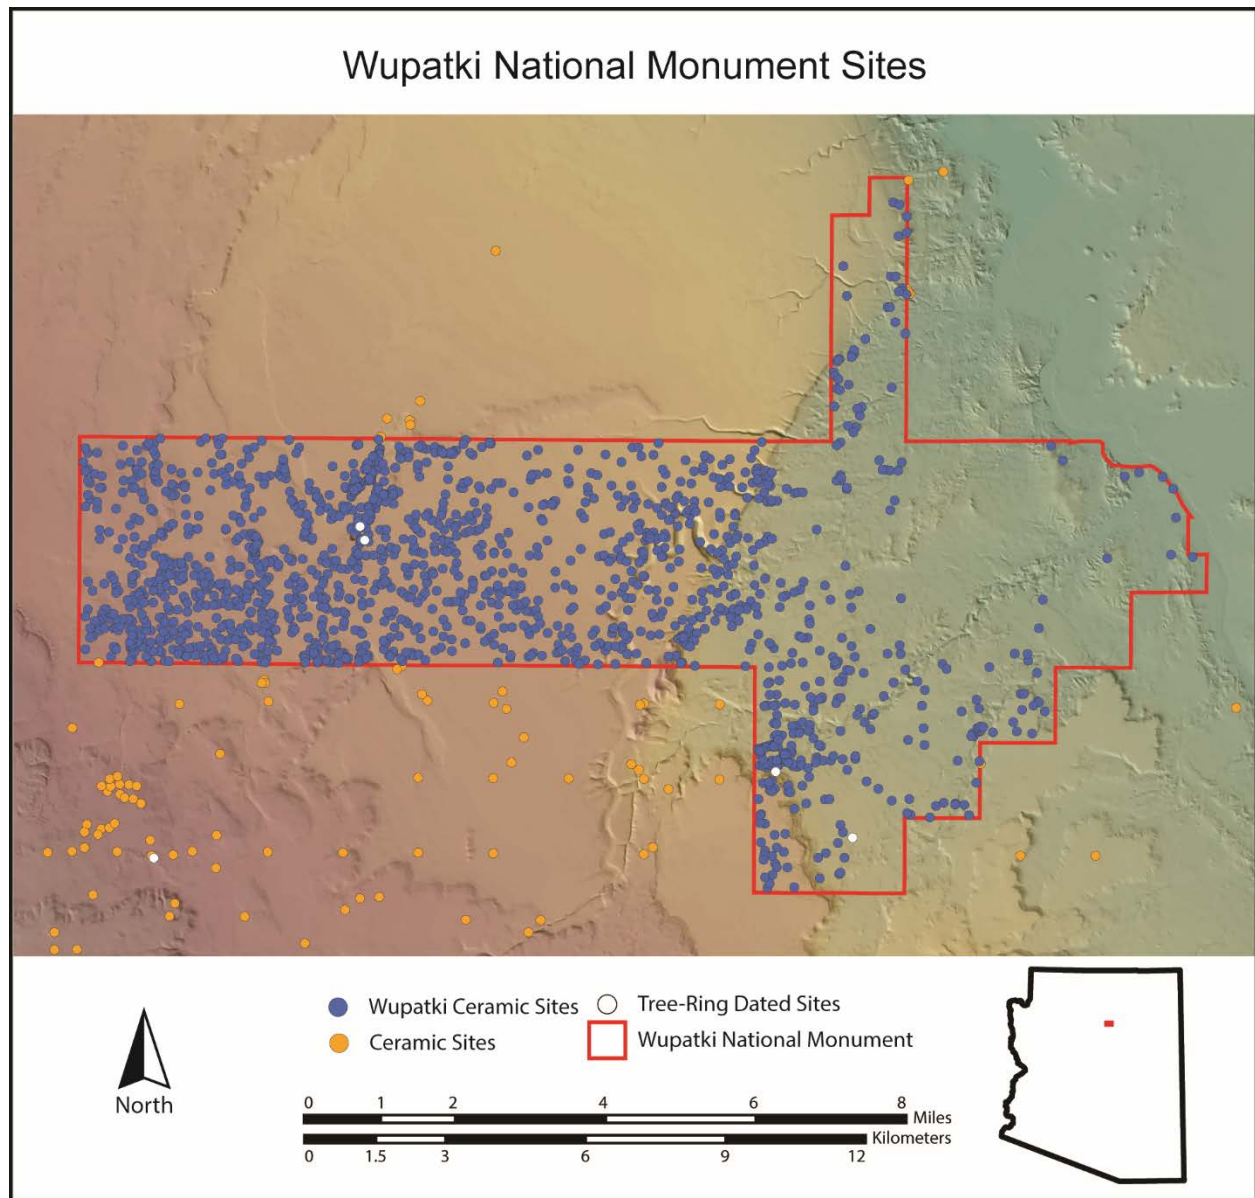 Wupatki National Monument Sites
Wupatki Ceramic Sites
Tree-Ring Dated Sites
Ceramic Sites
Wupatki National Monument
North
0 1 2 4 6 8
Miles
Kilometers
0 1.5 3 6 9 12